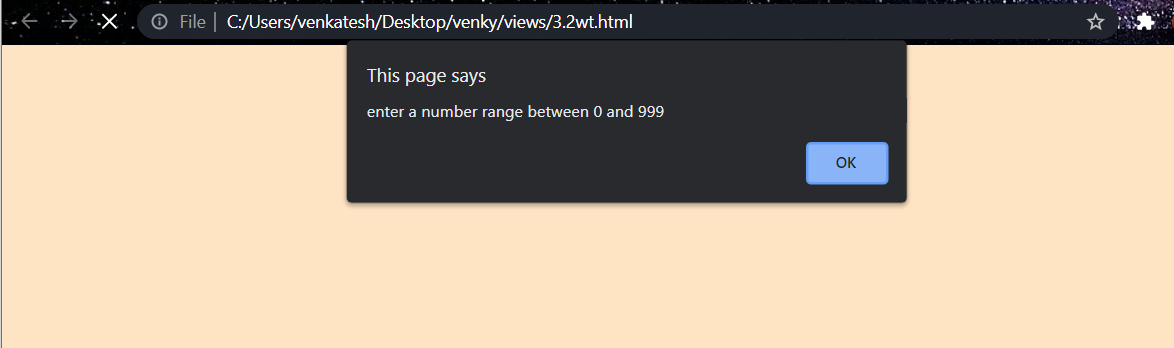 File | C:/Users/venkatesh/Desktop/venky/views/3.2wt.html
This page says
enter a number range between 0 and 999
OK